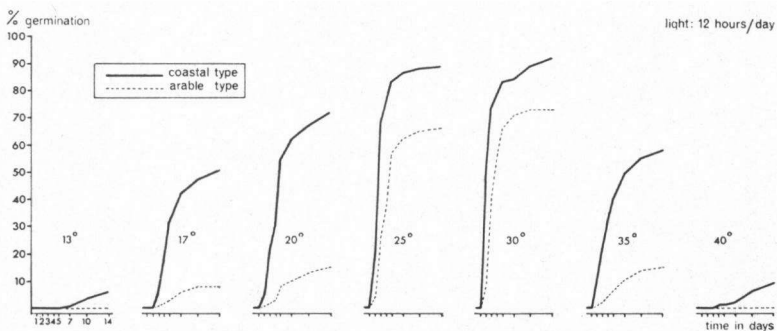 % germination
light: 12 hours/day
100
90
80
70
60
50
40
30
20
10
coastal type
arable type
13°
17°
20°
25°
30°
35°
40°
1 2 3 4 5 7 10 14
time in days